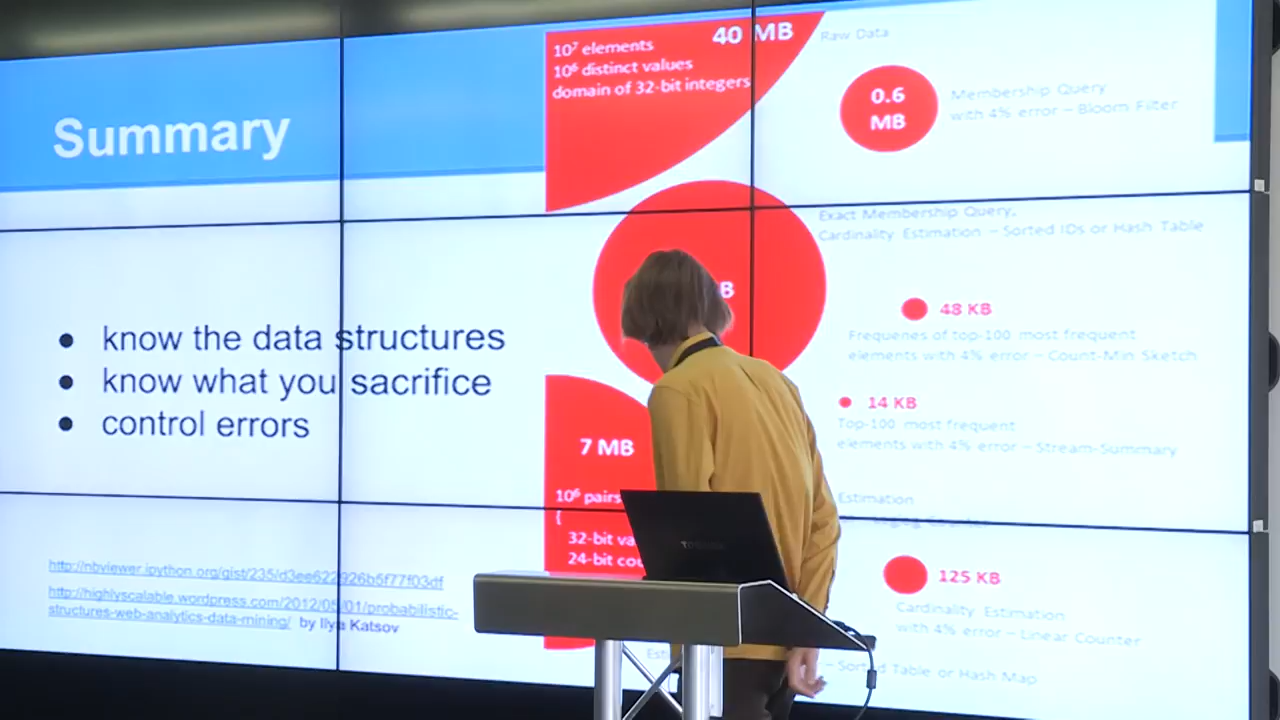 Summary
know the data structures
know what you sacrifice
control errors
http://nbviewer.ipython.org/gist/235/d3ee622926b5f77f03df
http://highlyscalable.wordpress.com/2012/05/01/probabilistic-
structures-web-analytics-data-mining/ by Ilya Katsov
40 MB
10⁷ elements
10⁶ distinct values
domain of 32-bit integers
Raw Data
0.6
MB
Membership Query
with 4% error – Bloom Filter
B
Exact Membership Query,
Cardinality Estimation – Sorted IDs or Hash Table
48 KB
Frequenes of top-100 most frequent
elements with 4% error – Count-Min Sketch
14 KB
Top-100 most frequent
elements with 4% error – Stream-Summary
7 MB
10⁶ pairs
{
32-bit va
24-bit cou
Estimation
125 KB
Cardinality Estimation
with 4% error – Linear Counter
Est
– Sorted Table or Hash Map
TOSHIBA